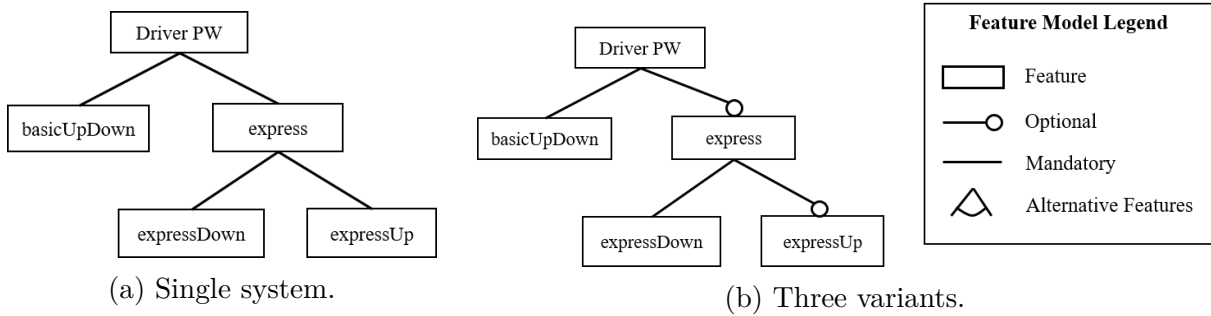 Driver PW
basicUpDown
express
expressDown
expressUp
(a) Single system.
Driver PW
basicUpDown
express
expressDown
expressUp
(b) Three variants.
Feature Model Legend
Feature
Optional
Mandatory
Alternative Features